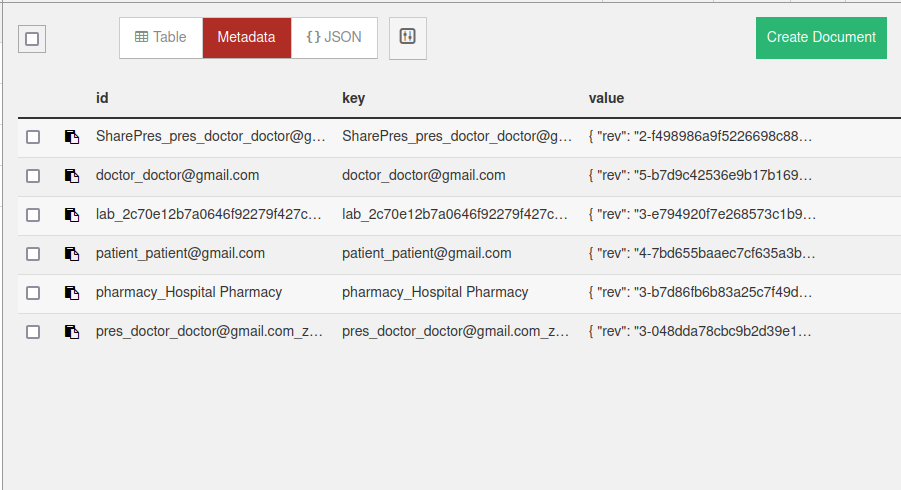 Table Metadata {} JSON Create Document
id key value
SharePres_pres_doctor_doctor@g... SharePres_pres_doctor_doctor@g... { "rev": "2-f498986a9f5226698c88...
doctor_doctor@gmail.com doctor_doctor@gmail.com { "rev": "5-b7d9c42536e9b17b169...
lab_2c70e12b7a0646f92279f427c... lab_2c70e12b7a0646f92279f427c... { "rev": "3-e794920f7e268573c1b9...
patient_patient@gmail.com patient_patient@gmail.com { "rev": "4-7bd655baaec7cf635a3b...
pharmacy_Hospital Pharmacy pharmacy_Hospital Pharmacy { "rev": "3-b7d86fb6b83a25c7f49d...
pres_doctor_doctor@gmail.com_z... pres_doctor_doctor@gmail.com_z... { "rev": "3-048dda78cbc9b2d39e1...